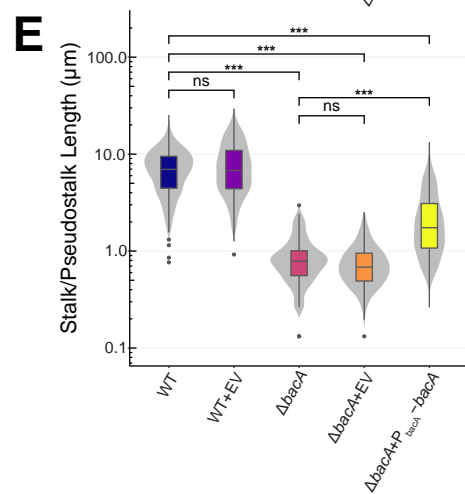 E
Stalk/Pseudostalk Length (μm)
100.0
10.0
1.0
0.1
***
***
***
ns
***
ns
WT
WT+EV
ΔbacA
ΔbacA+EV
ΔbacA+PbacA−bacA